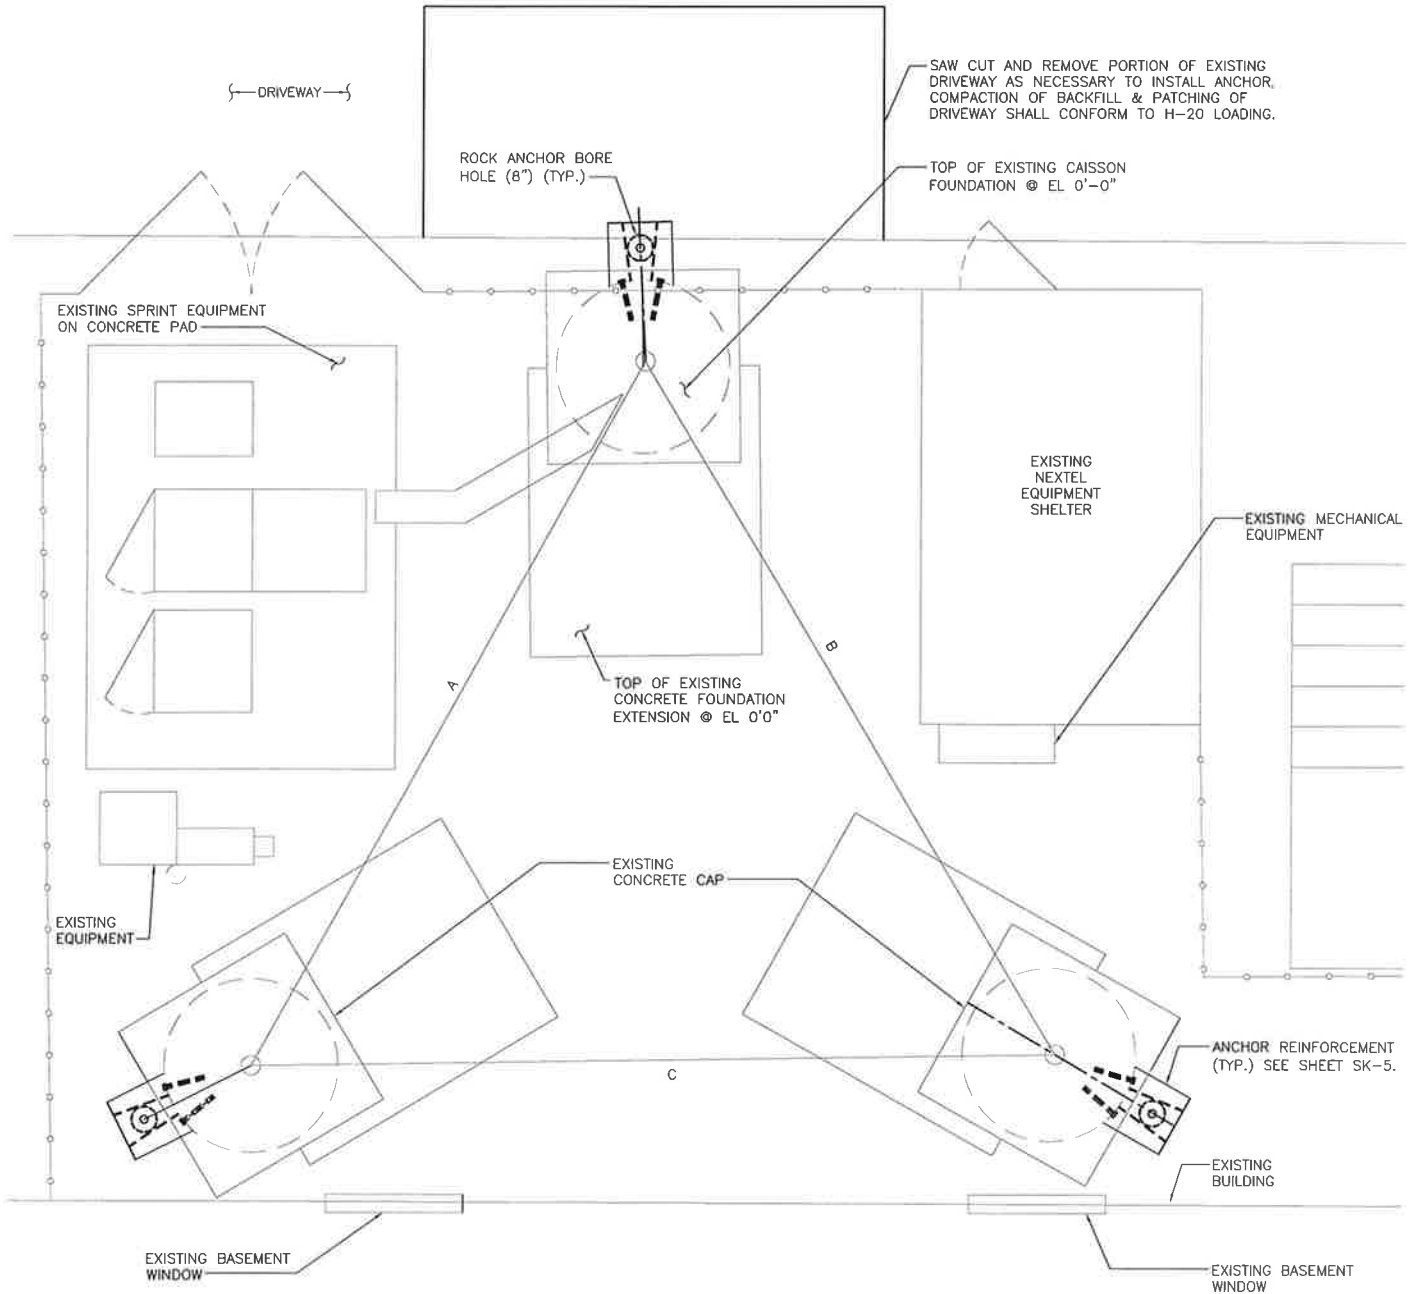 SAW CUT AND REMOVE PORTION OF EXISTING
DRIVEWAY AS NECESSARY TO INSTALL ANCHOR.
COMPACTION OF BACKFILL & PATCHING OF
DRIVEWAY SHALL CONFORM TO H-20 LOADING.
DRIVEWAY
ROCK ANCHOR BORE
HOLE (8") (TYP.)
TOP OF EXISTING CAISSON
FOUNDATION @ EL 0'-0"
EXISTING SPRINT EQUIPMENT
ON CONCRETE PAD
EXISTING
NEXTEL
EQUIPMENT
SHELTER
EXISTING MECHANICAL
EQUIPMENT
A
B
TOP OF EXISTING
CONCRETE FOUNDATION
EXTENSION @ EL 0'0"
EXISTING
CONCRETE CAP
EXISTING
EQUIPMENT
C
ANCHOR REINFORCEMENT
(TYP.) SEE SHEET SK-5.
EXISTING
BUILDING
EXISTING BASEMENT
WINDOW
EXISTING BASEMENT
WINDOW